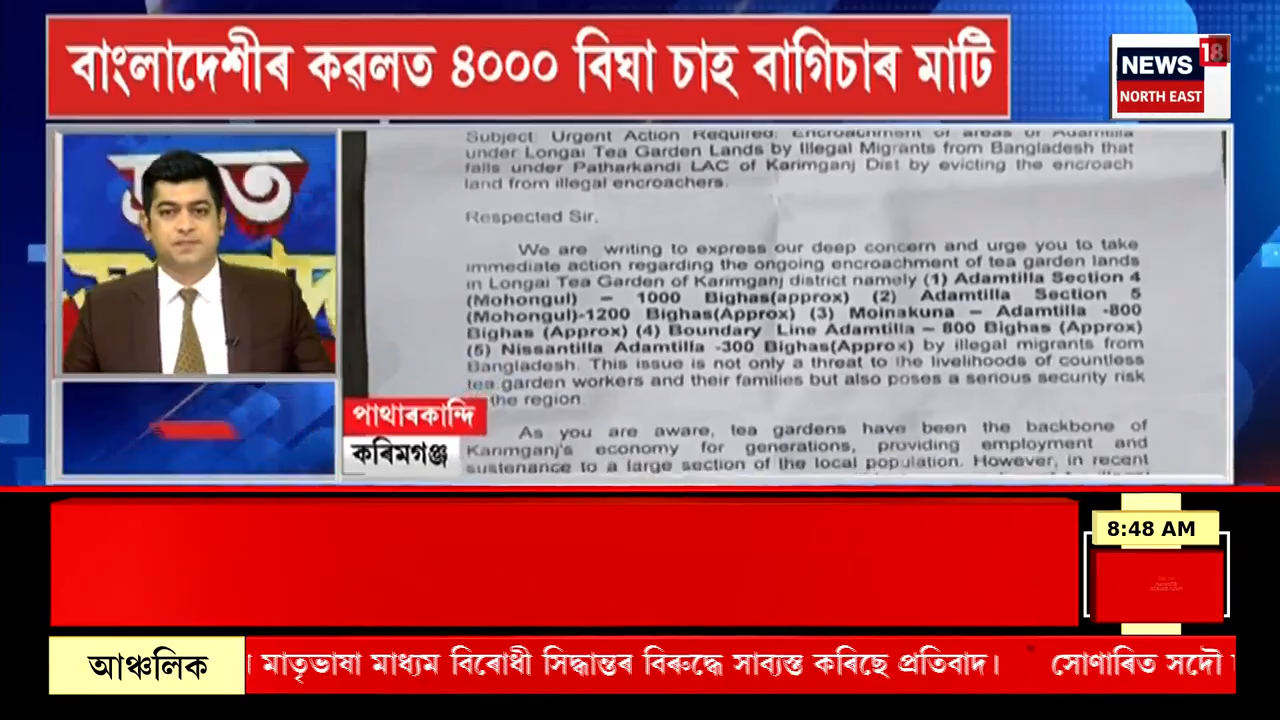 বাংলাদেশীৰ কৱলত ৪০০০ বিঘা চাহ বাগিচাৰ মাটি
NEWS 18
NORTH EAST
Subject: Urgent Action Required: Encroachment of areas of Adamtilla
under Longai Tea Garden Lands by Illegal Migrants from Bangladesh that
falls under Patharkandi LAC of Karimganj Dist by evicting the encroach
land from illegal encroachers.
Respected Sir,
We are writing to express our deep concern and urge you to take
immediate action regarding the ongoing encroachment of tea garden lands
in Longai Tea Garden of Karimganj district namely (1) Adamtilla Section 4
(Mohongul) – 1000 Bighas(approx) (2) Adamtilla Section 5
(Mohongul)-1200 Bighas(Approx) (3) Moinakuna – Adamtilla -800
Bighas (Approx) (4) Boundary Line Adamtilla – 800 Bighas (Approx)
(5) Nissantilla Adamtilla -300 Bighas(Approx) by illegal migrants from
Bangladesh. This issue is not only a threat to the livelihoods of countless
tea garden workers and their families but also poses a serious security risk
the region.
As you are aware, tea gardens have been the backbone of
Karimganj's economy for generations, providing employment and
sustenance to a large section of the local population. However, in recent
পাথাৰকান্দি
কৰিমগঞ্জ
8:48 AM
আঞ্চলিক
মাতৃভাষা মাধ্যম বিৰোধী সিদ্ধান্তৰ বিৰুদ্ধে সাব্যস্ত কৰিছে প্ৰতিবাদ। সোণাৰিত সদৌ